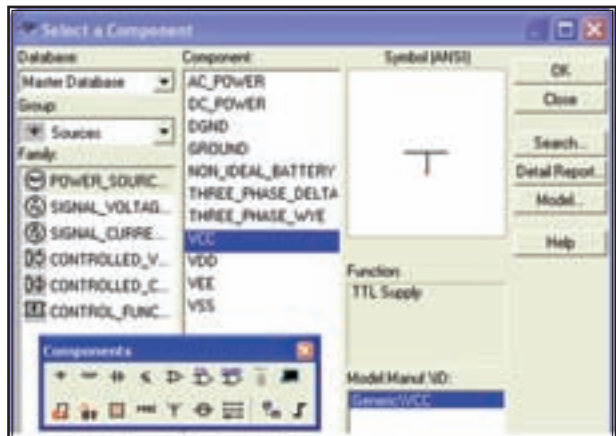 Select a Component
Database:
Master Database
Group:
Sources
Family:
POWER_SOURC...
SIGNAL_VOLTAG...
SIGNAL_CURRE...
CONTROLLED_V...
CONTROLLED_C...
CONTROL_FUNC...
Component:
AC_POWER
DC_POWER
DGND
GROUND
NON_IDEAL_BATTERY
THREE_PHASE_DELTA
THREE_PHASE_WYE
VCC
VDD
VEE
VSS
Symbol (ANSI)
Function:
TTL Supply
Model Manuf.\ID:
Generic\VCC
OK
Close
Search...
Detail Report...
Model...
Help
Components